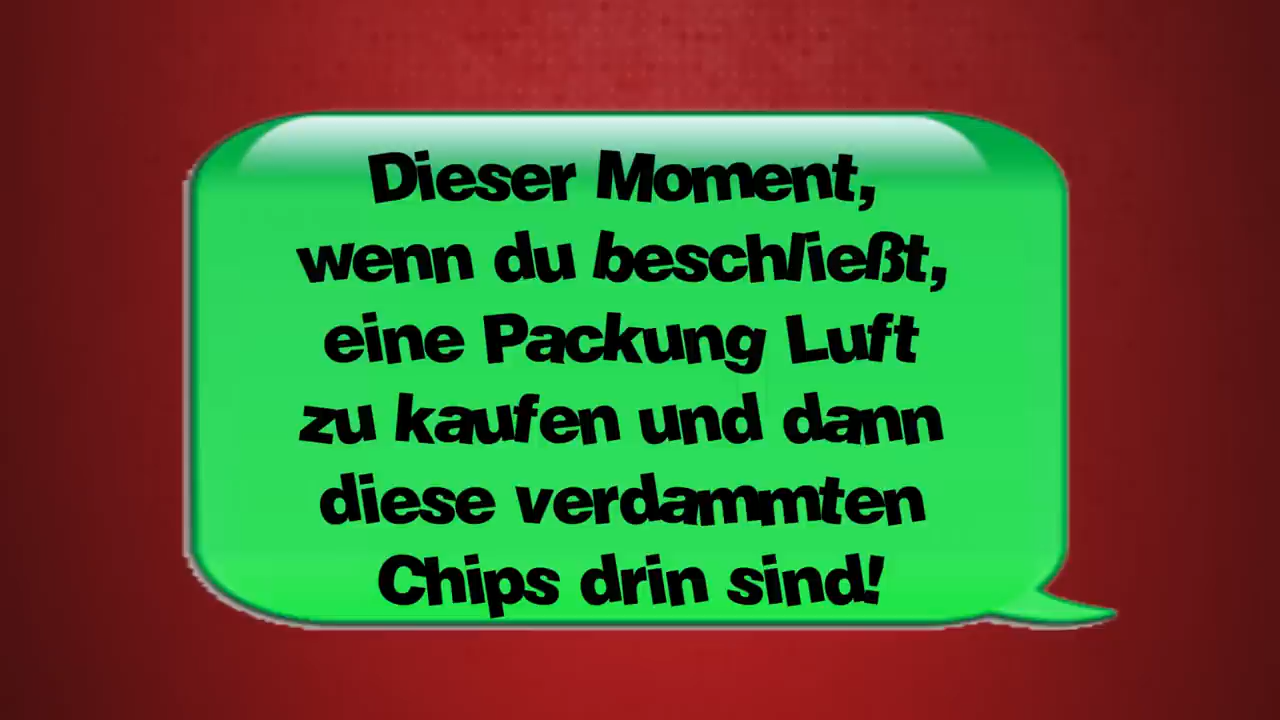 Dieser Moment,
wenn du beschließt,
eine Packung Luft
zu kaufen und dann
diese verdammten
Chips drin sind!